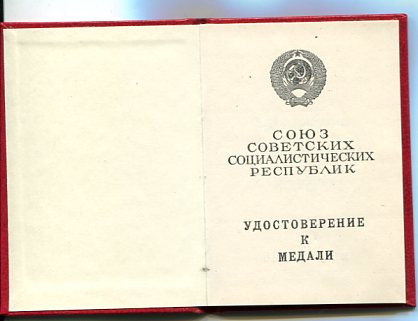 СОЮЗ
СОВЕТСКИХ
СОЦИАЛИСТИЧЕСКИХ
РЕСПУБЛИК
УДОСТОВЕРЕНИЕ
К
МЕДАЛИ